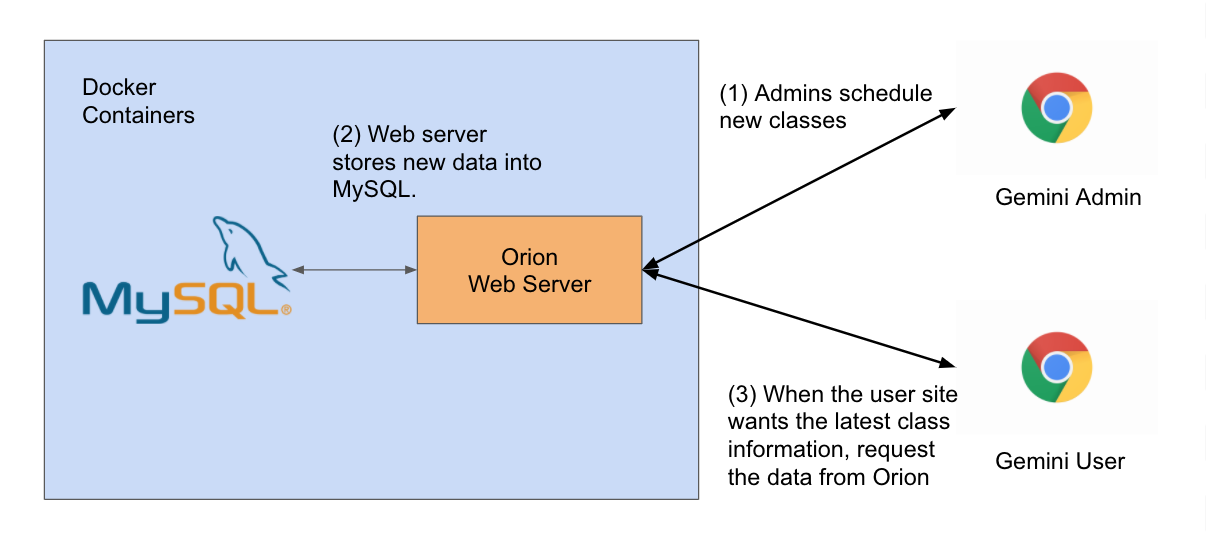 Docker
Containers
(2) Web server
stores new data into
MySQL.
MySQL®
Orion
Web Server
(1) Admins schedule
new classes
Gemini Admin
(3) When the user site
wants the latest class
information, request
the data from Orion
Gemini User